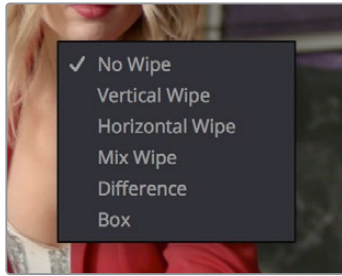 No Wipe
Vertical Wipe
Horizontal Wipe
Mix Wipe
Difference
Box